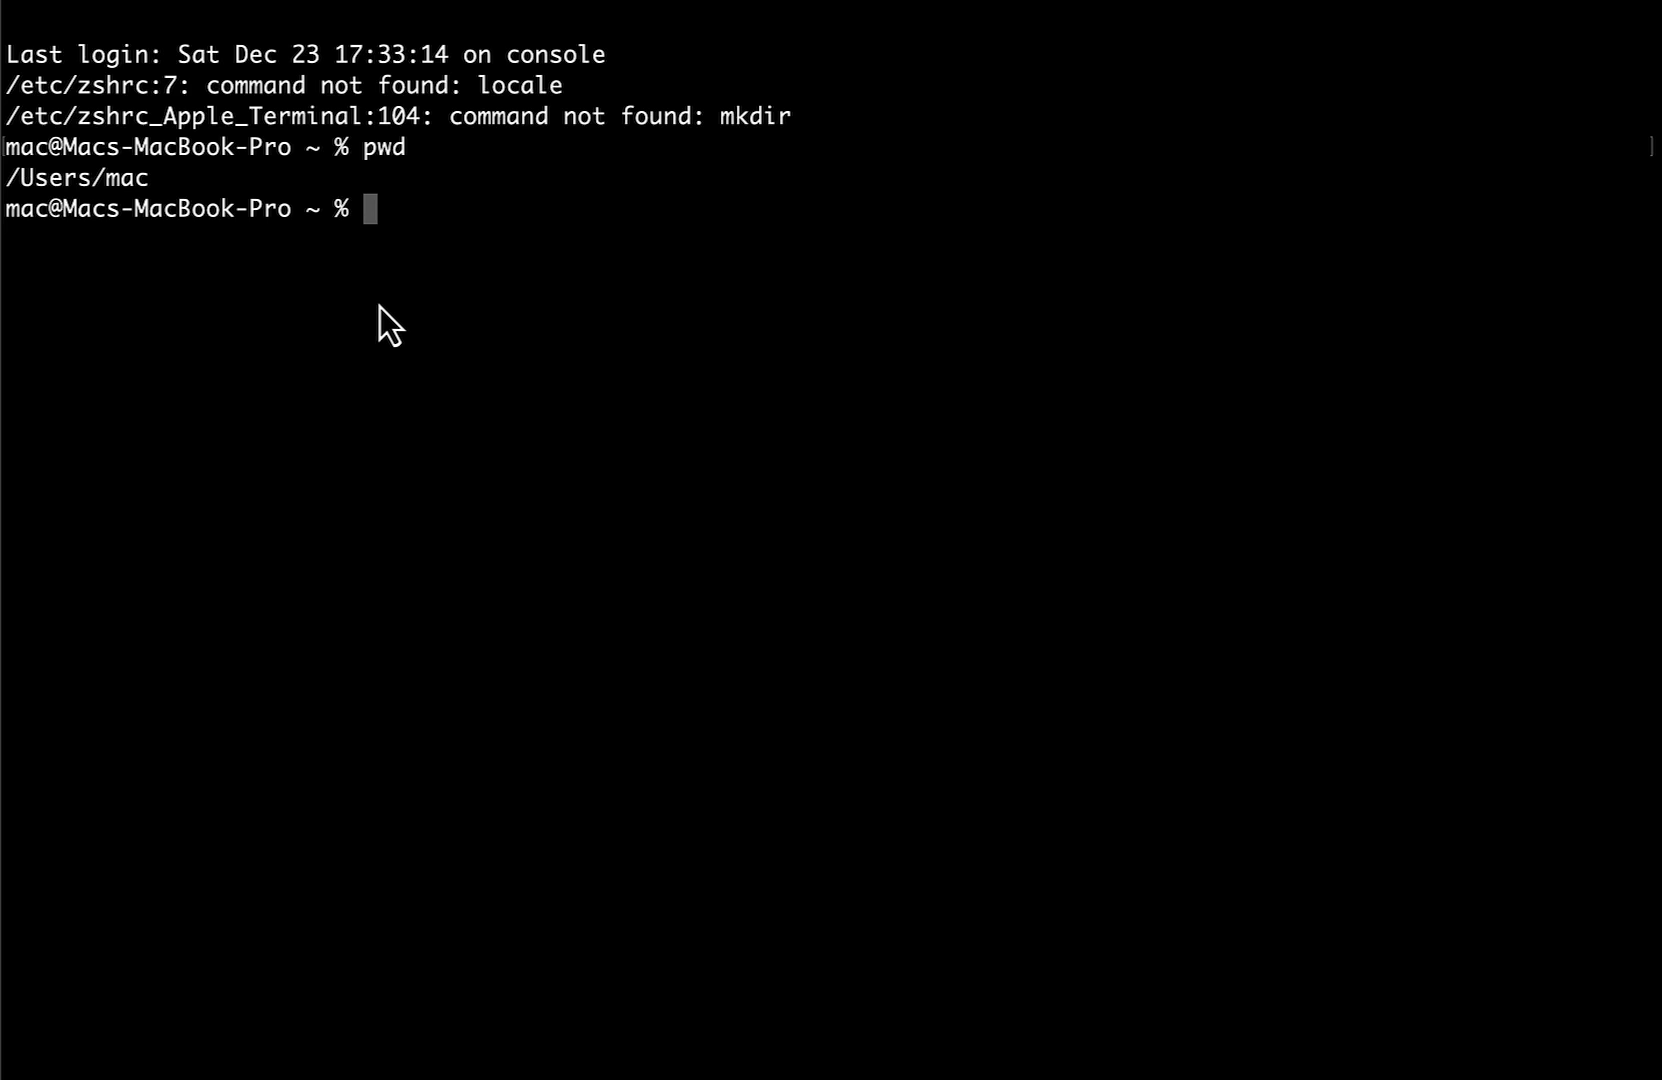 Last login: Sat Dec 23 17:33:14 on console
/etc/zshrc:7: command not found: locale
/etc/zshrc_Apple_Terminal:104: command not found: mkdir
[mac@Macs-MacBook-Pro ~ % pwd ]
/Users/mac
mac@Macs-MacBook-Pro ~ %